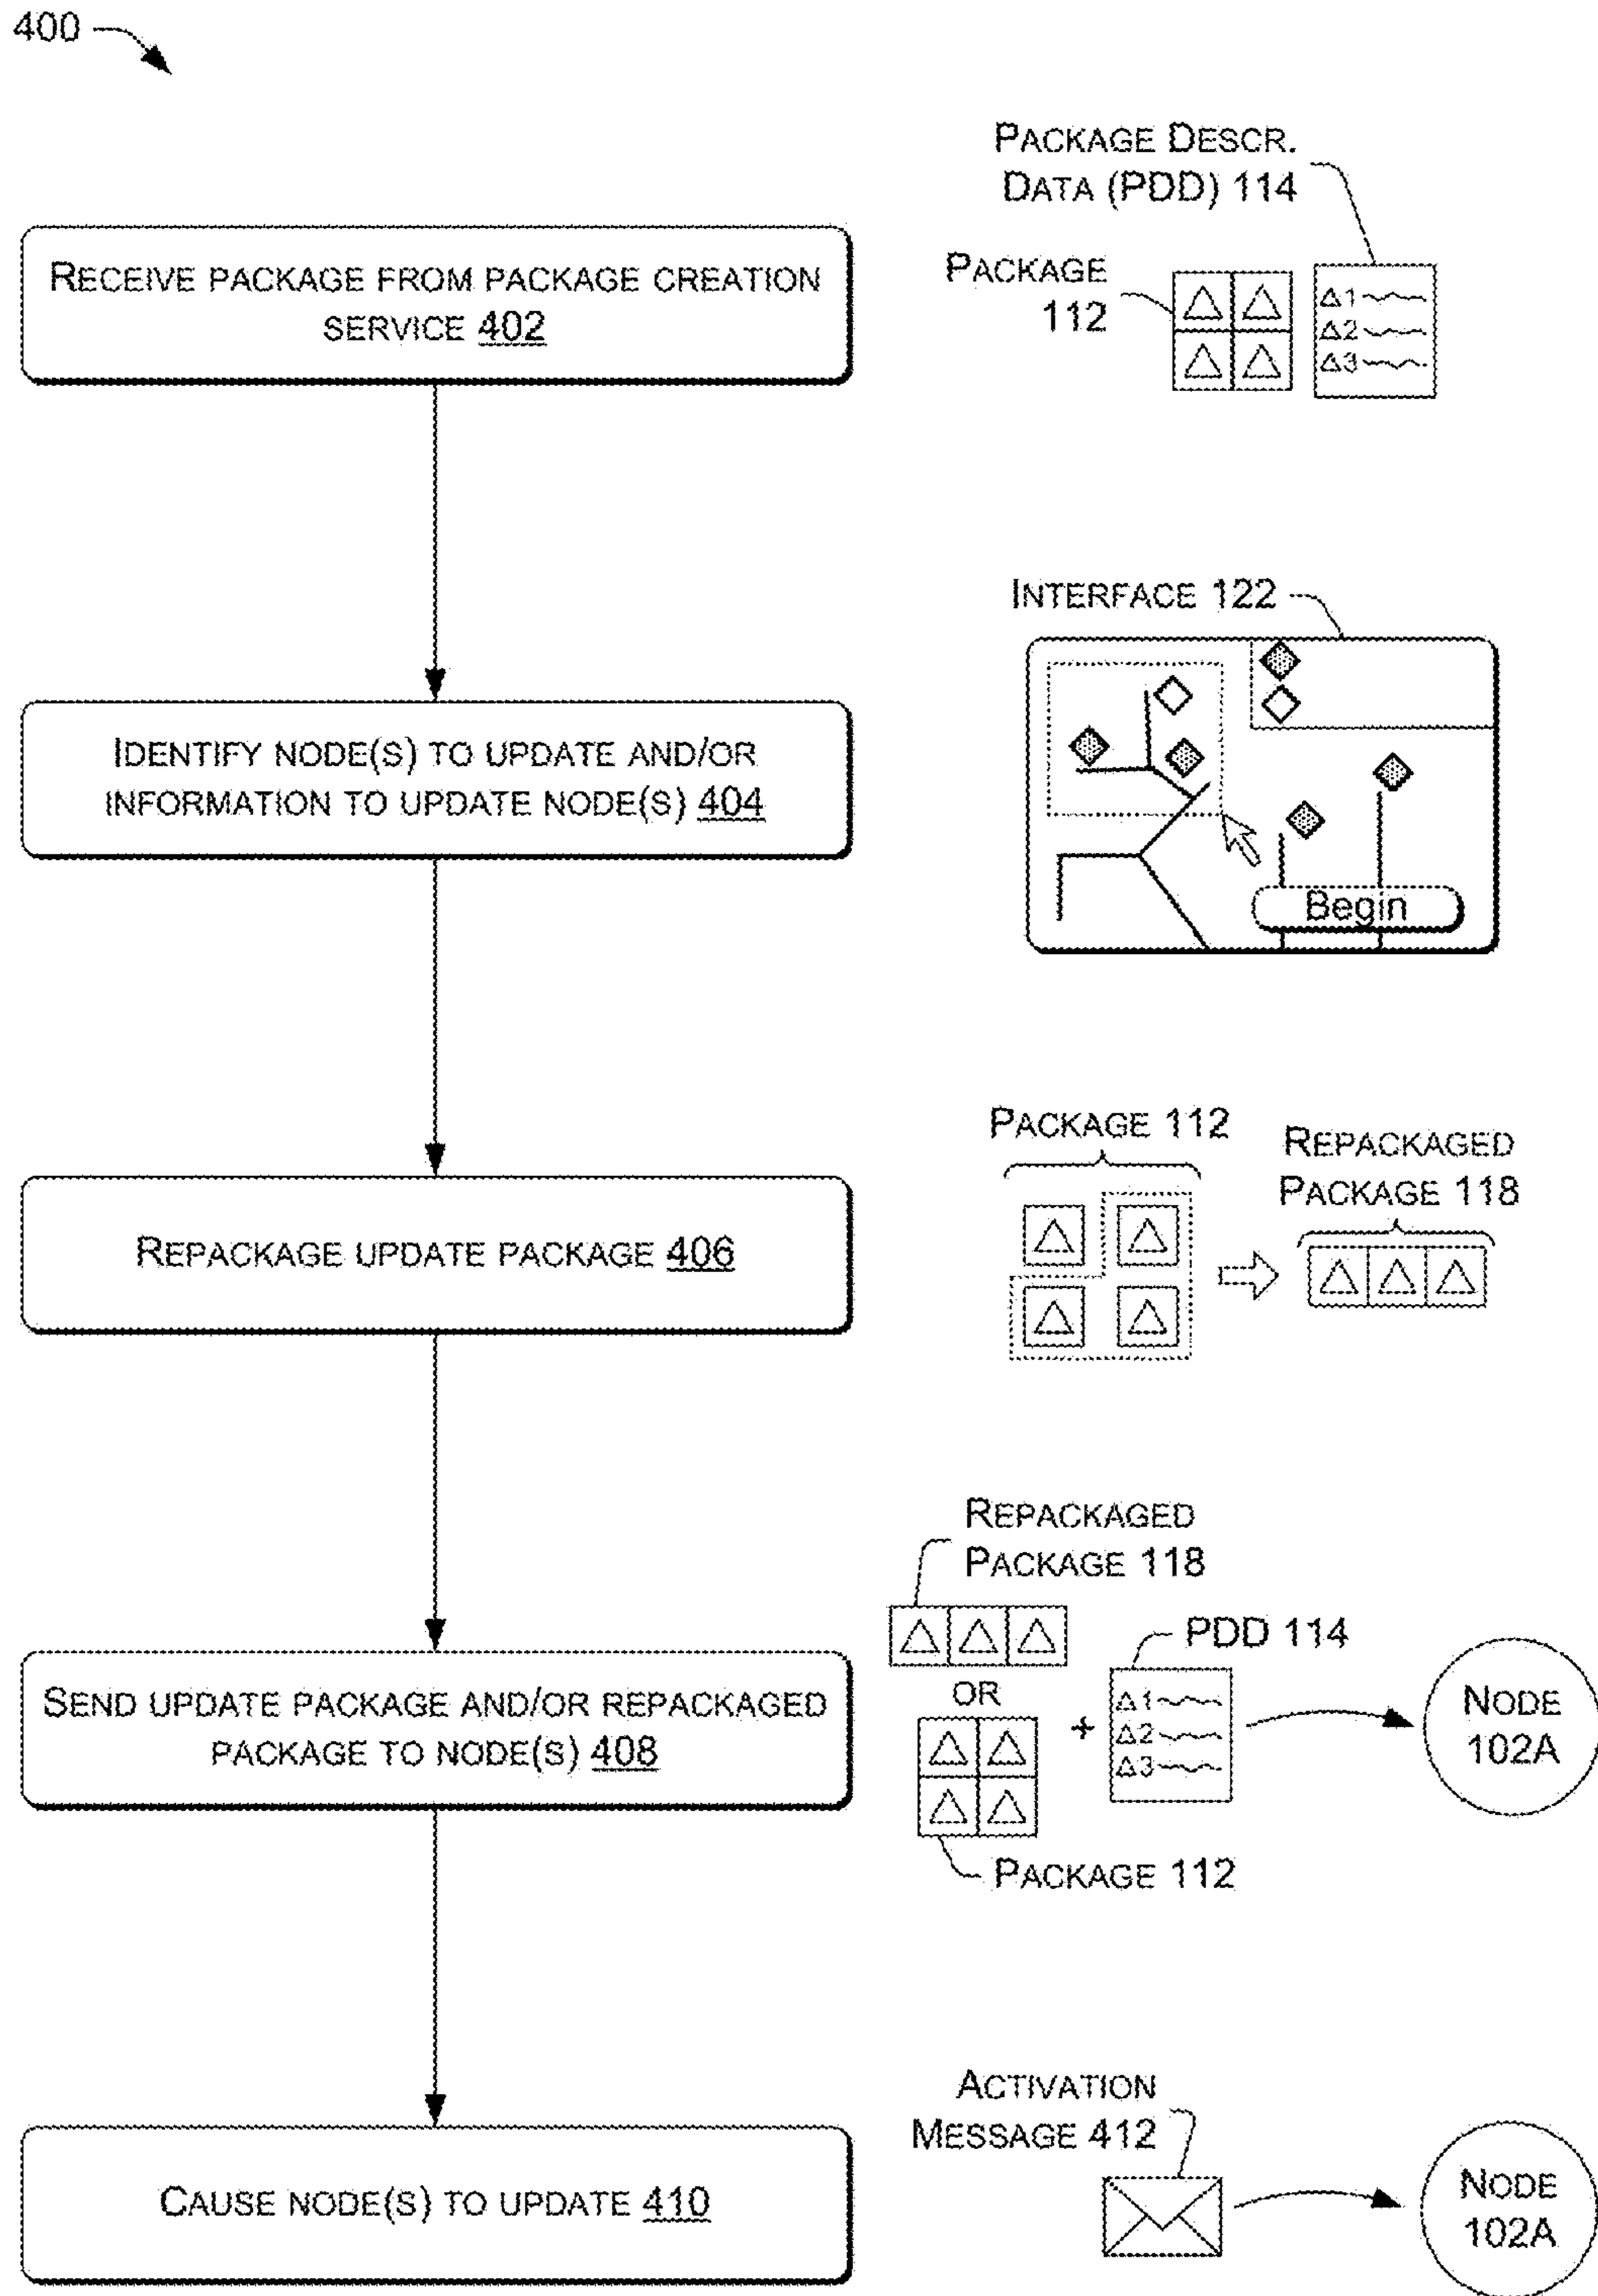 400
PACKAGE DESCR.
DATA (PDD) 114
RECEIVE PACKAGE FROM PACKAGE CREATION
SERVICE 402
PACKAGE
112
Δ1
Δ2
Δ3
INTERFACE 122
IDENTIFY NODE(S) TO UPDATE AND/OR
INFORMATION TO UPDATE NODE(S) 404
Begin
PACKAGE 112
REPACKAGED
PACKAGE 118
REPACKAGE UPDATE PACKAGE 406
REPACKAGED
PACKAGE 118
PDD 114
SEND UPDATE PACKAGE AND/OR REPACKAGED
PACKAGE TO NODE(S) 408
OR
+
Δ1
Δ2
Δ3
NODE
102A
PACKAGE 112
ACTIVATION
MESSAGE 412
CAUSE NODE(S) TO UPDATE 410
NODE
102A